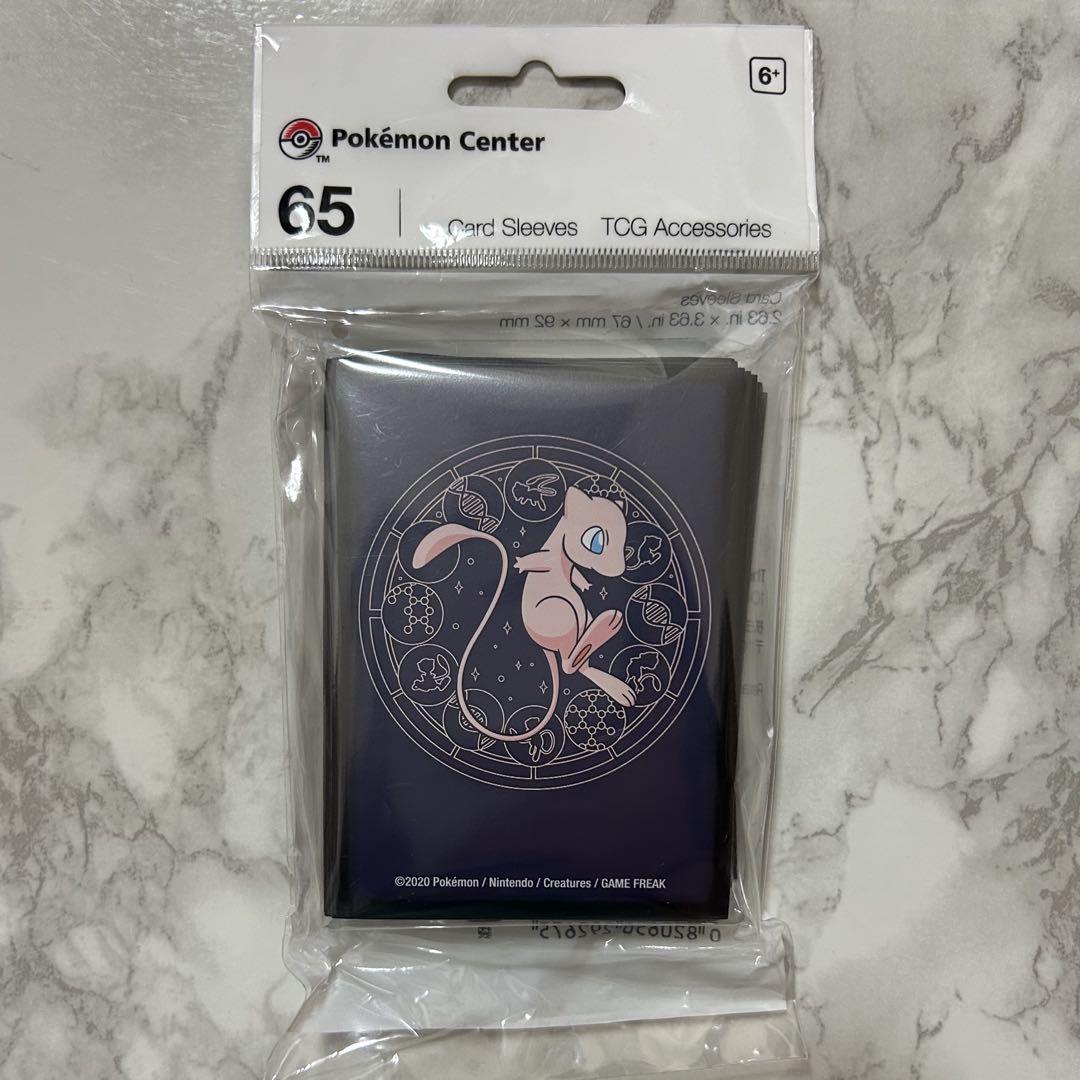 6+
Pokémon Center
TM
65
Card Sleeves TCG Accessories
Card Sleeves
2.63 in. × 3.63 in. / 67 mm × 92 mm
©2020 Pokémon / Nintendo / Creatures / GAME FREAK